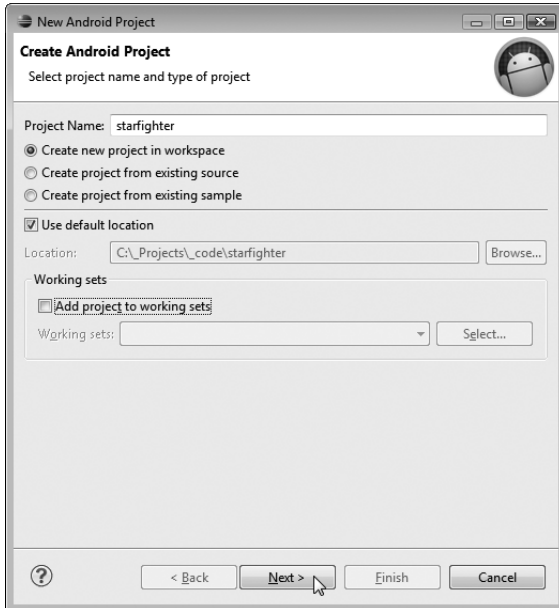 New Android Project
Create Android Project
Select project name and type of project
Project Name: starfighter
Create new project in workspace
Create project from existing source
Create project from existing sample
Use default location
Location: C:\_Projects\_code\starfighter Browse...
Working sets
Add project to working sets
Working sets: Select...
? < Back Next > Finish Cancel